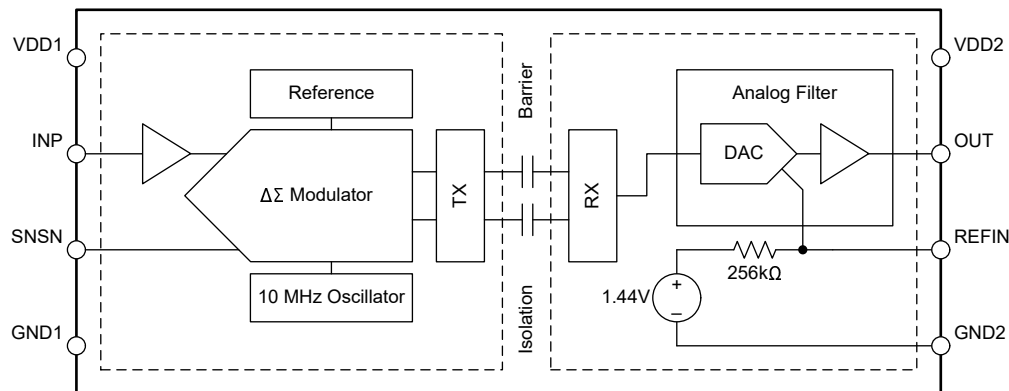 VDD1
INP
SNSN
GND1
Reference
ΔΣ Modulator
10 MHz Oscillator
TX
Barrier
Isolation
RX
Analog Filter
DAC
256kΩ
1.44V
+
−
VDD2
OUT
REFIN
GND2